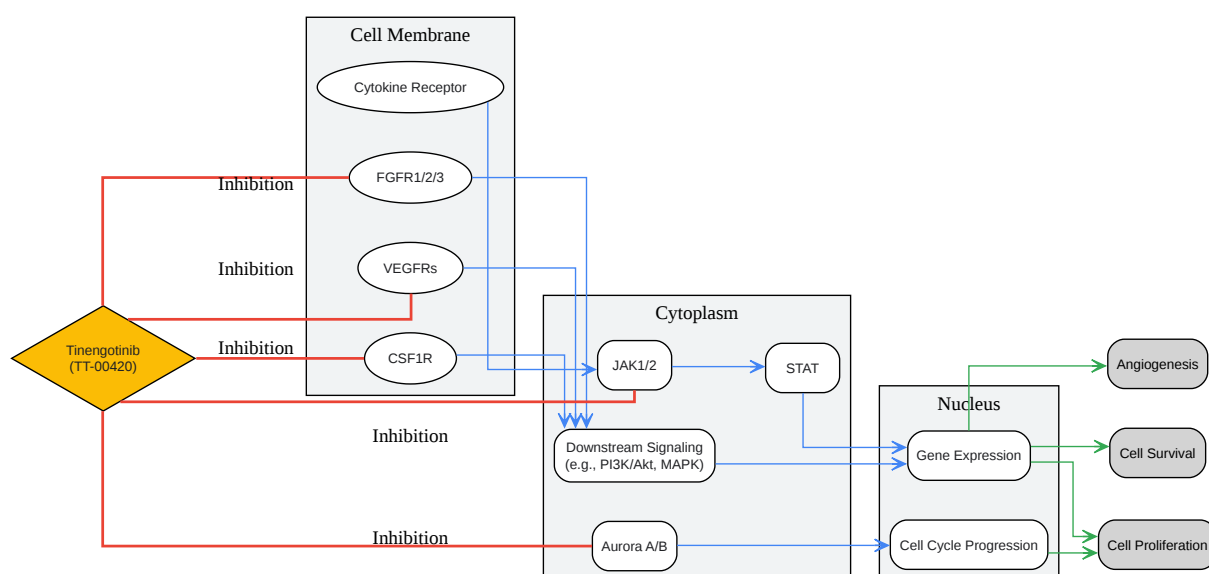 Cell Membrane
Cytokine Receptor
FGFR1/2/3
Inhibition
VEGFRs
Inhibition
Cytoplasm
Tinengotinib
(TT-00420)
Inhibition
CSF1R
JAK1/2
STAT
Angiogenesis
Nucleus
Inhibition
Downstream Signaling
(e.g., PI3K/Akt, MAPK)
Gene Expression
Cell Survival
Inhibition
Aurora A/B
Cell Cycle Progression
Cell Proliferation